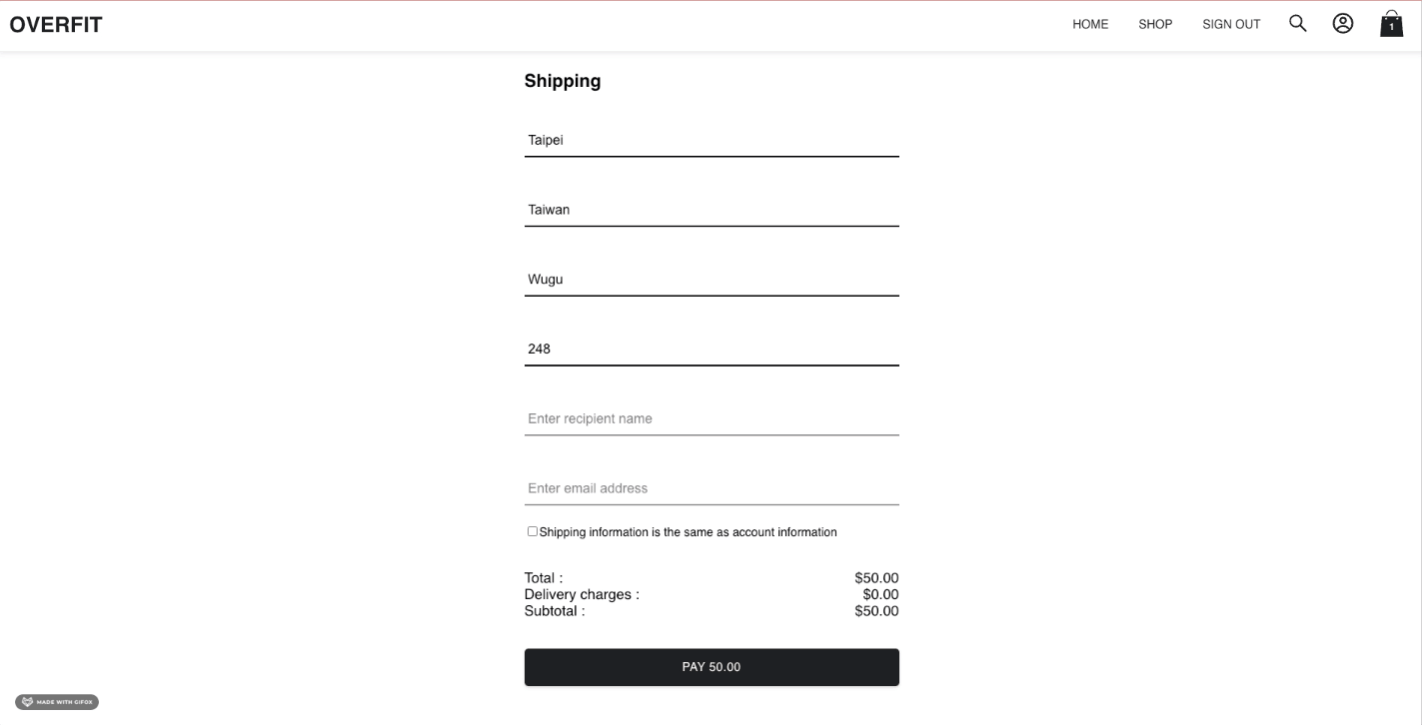 OVERFIT
HOME SHOP SIGN OUT 1
Shipping
Taipei
Taiwan
Wugu
248
Enter recipient name
Enter email address
Shipping information is the same as account information
Total : $50.00
Delivery charges : $0.00
Subtotal : $50.00
PAY 50.00
MADE WITH GIFOX